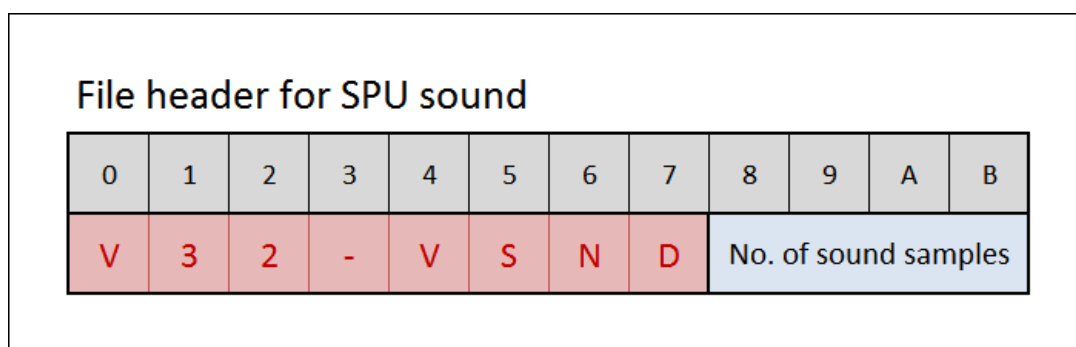 File header for SPU sound
0 1 2 3 4 5 6 7 8 9 A B
V 3 2 - V S N D No. of sound samples